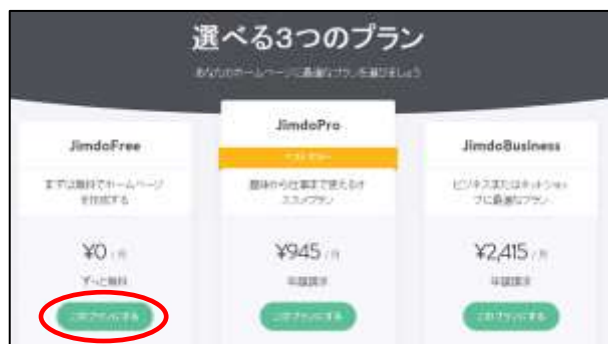 選べる3つのプラン
あなたのホームページに最適なプランを選びましょう
JimdoFree
まずは無料でホームページ
を作成する
¥0 /月
ずっと無料
このプランにする
JimdoPro
趣味から仕事まで使えるオ
ススメプラン
¥945 /月
年額請求
このプランにする
JimdoBusiness
ビジネスまたはネットショッ
プに最適なプラン
¥2,415 /月
年額請求
このプランにする